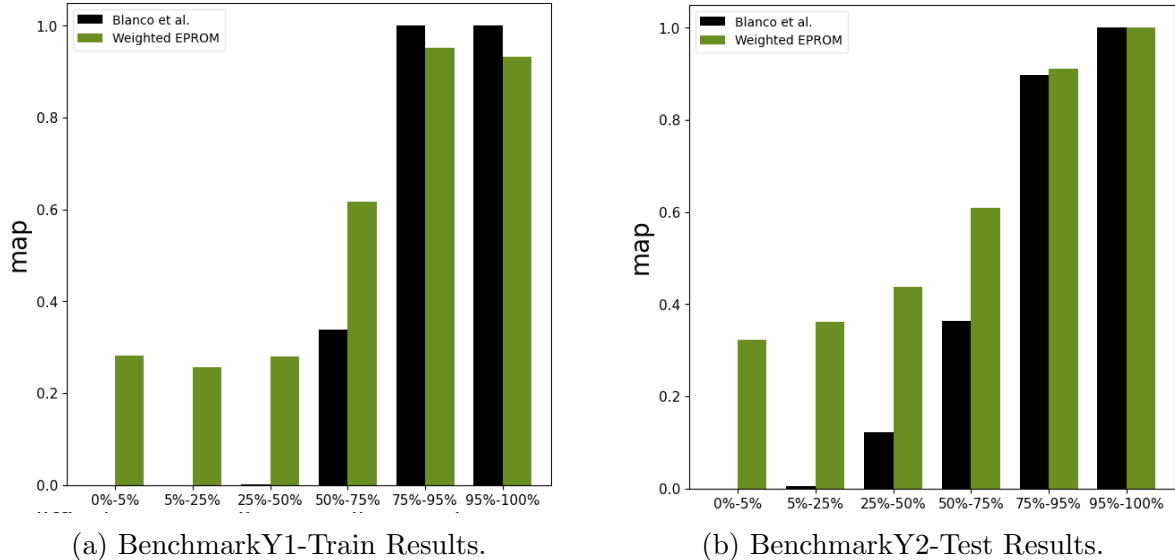 Blanco et al.
Weighted EPROM
map
1.0
0.8
0.6
0.4
0.2
0.0
0%-5% 5%-25% 25%-50% 50%-75% 75%-95% 95%-100%
(a) BenchmarkY1-Train Results.
Blanco et al.
Weighted EPROM
map
1.0
0.8
0.6
0.4
0.2
0.0
0%-5% 5%-25% 25%-50% 50%-75% 75%-95% 95%-100%
(b) BenchmarkY2-Test Results.